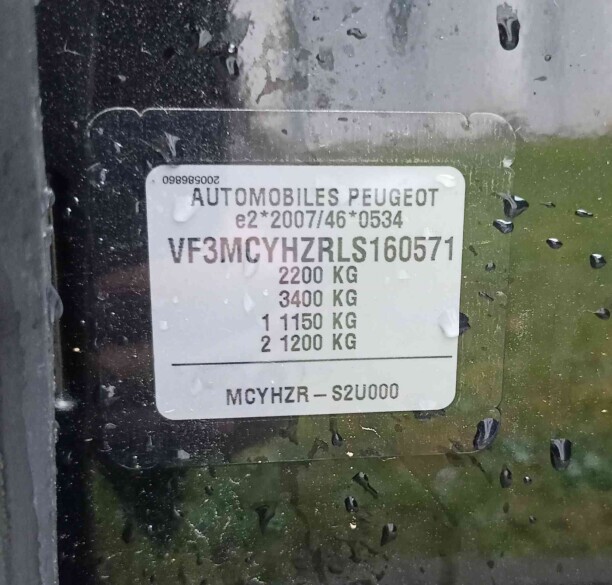 200586860
AUTOMOBILES PEUGEOT
e2*2007/46*0534
VF3MCYHZRLS160571
2200 KG
3400 KG
1 1150 KG
2 1200 KG
MCYHZR – S2U000